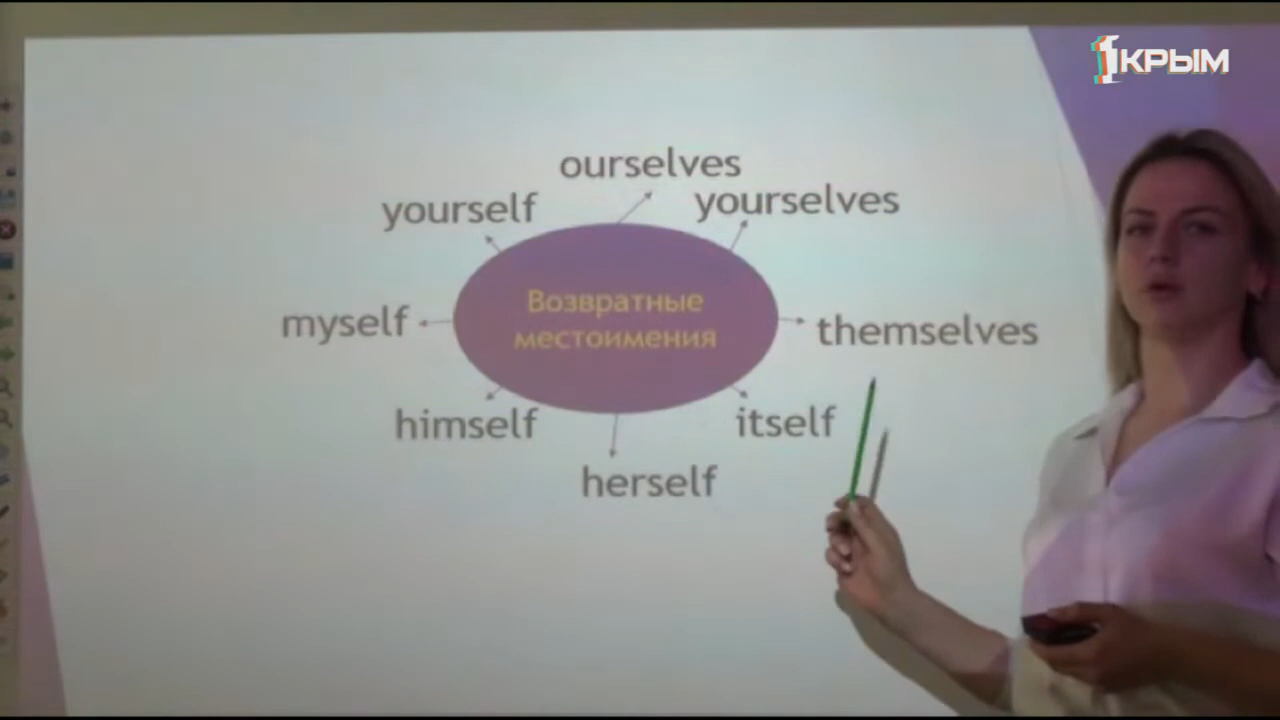 1КРЫМ
ourselves
yourself
yourselves
Возвратные
местоимения
myself
themselves
himself
itself
herself